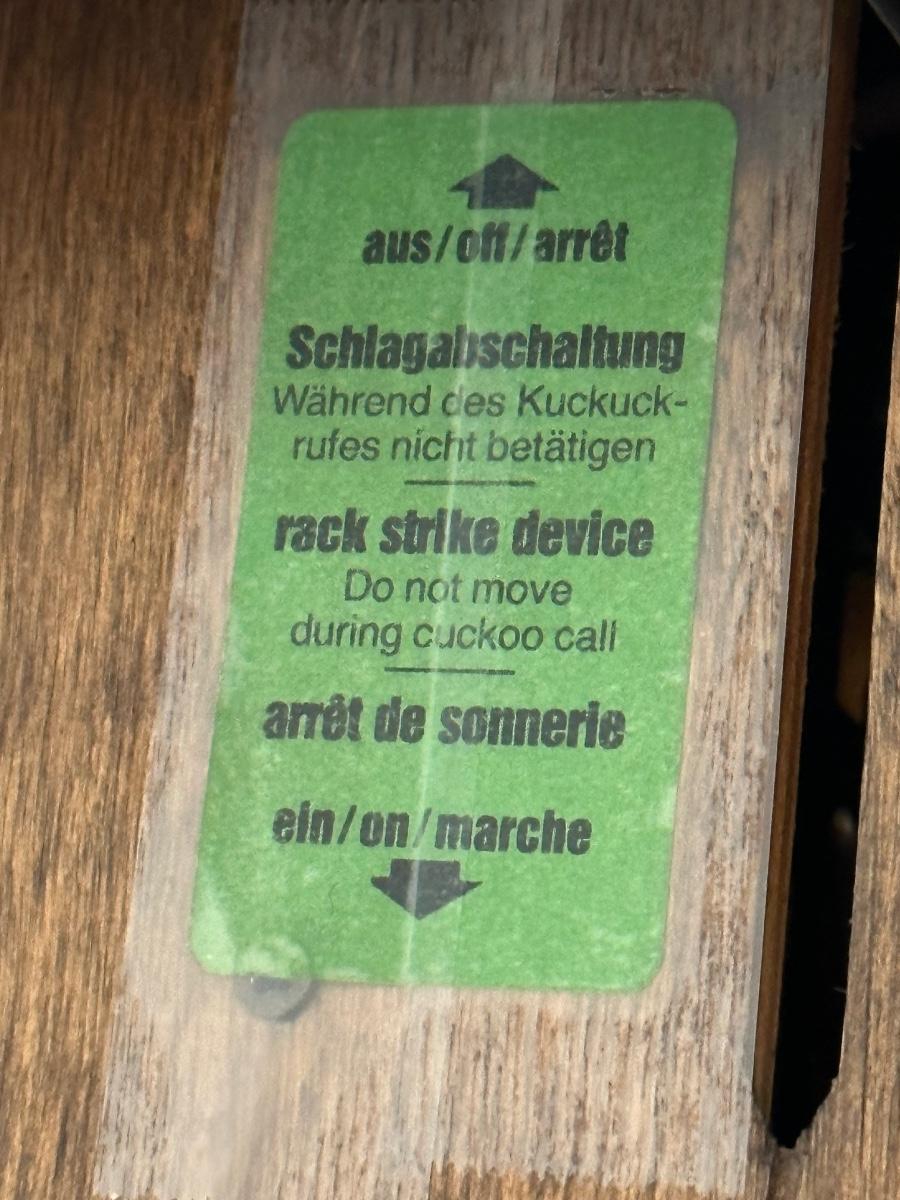 aus/off/arrêt
Schlagabschaltung
Während des Kuckuck-
rufes nicht betätigen
rack strike device
Do not move
during cuckoo call
arrêt de sonnerie
ein/on/marche